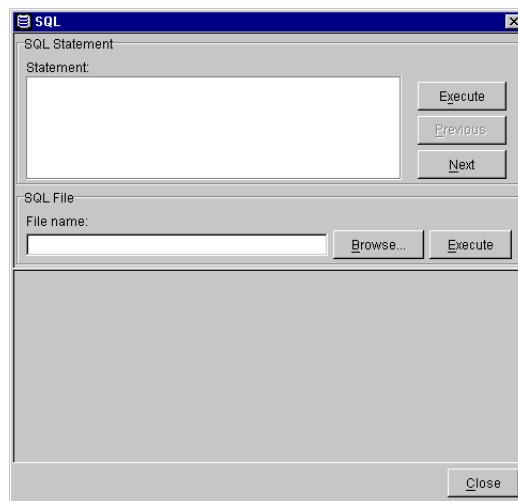 SQL
SQL Statement
Statement:
Execute
Previous
Next
SQL File
File name:
Browse... Execute
Close